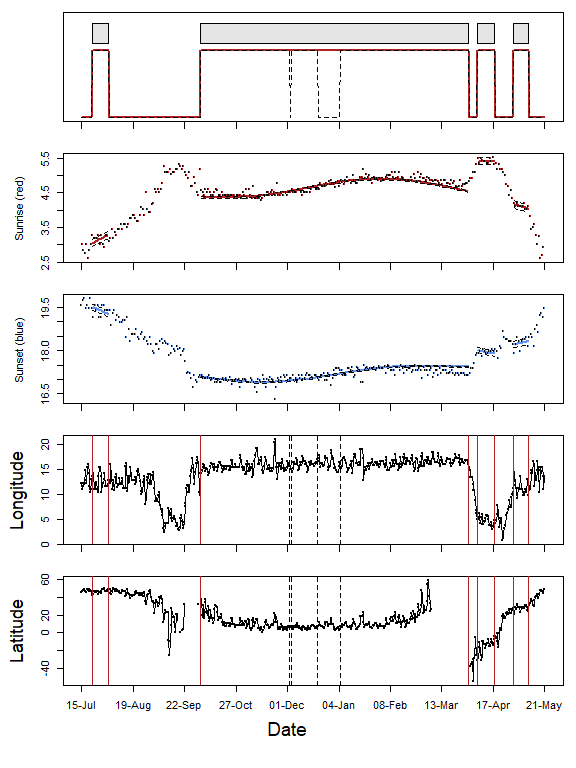 Sunrise (red)
2.5 3.5 4.5 5.5
Sunset (blue)
16.5 18.0 19.5
Longitude
0 5 10 15 20
Latitude
-40 0 20 60
15-Jul 19-Aug 22-Sep 27-Oct 01-Dec 04-Jan 08-Feb 13-Mar 17-Apr 21-May
Date